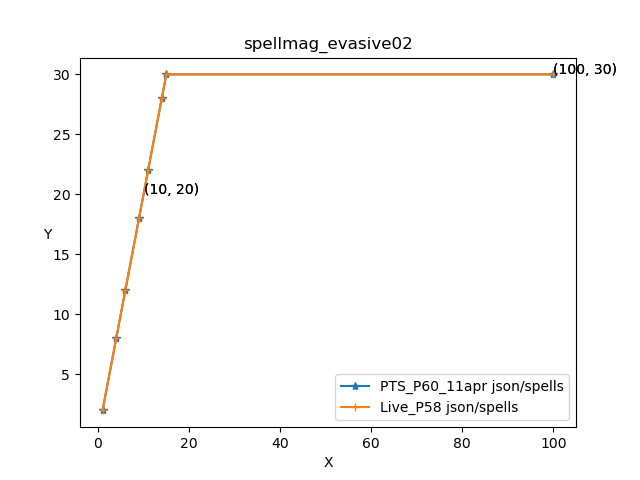 spellmag_evasive02
30
(100, 30)
25
20
(10, 20)
Y
15
10
5
PTS_P60_11apr json/spells
Live_P58 json/spells
0 20 40 60 80 100
X